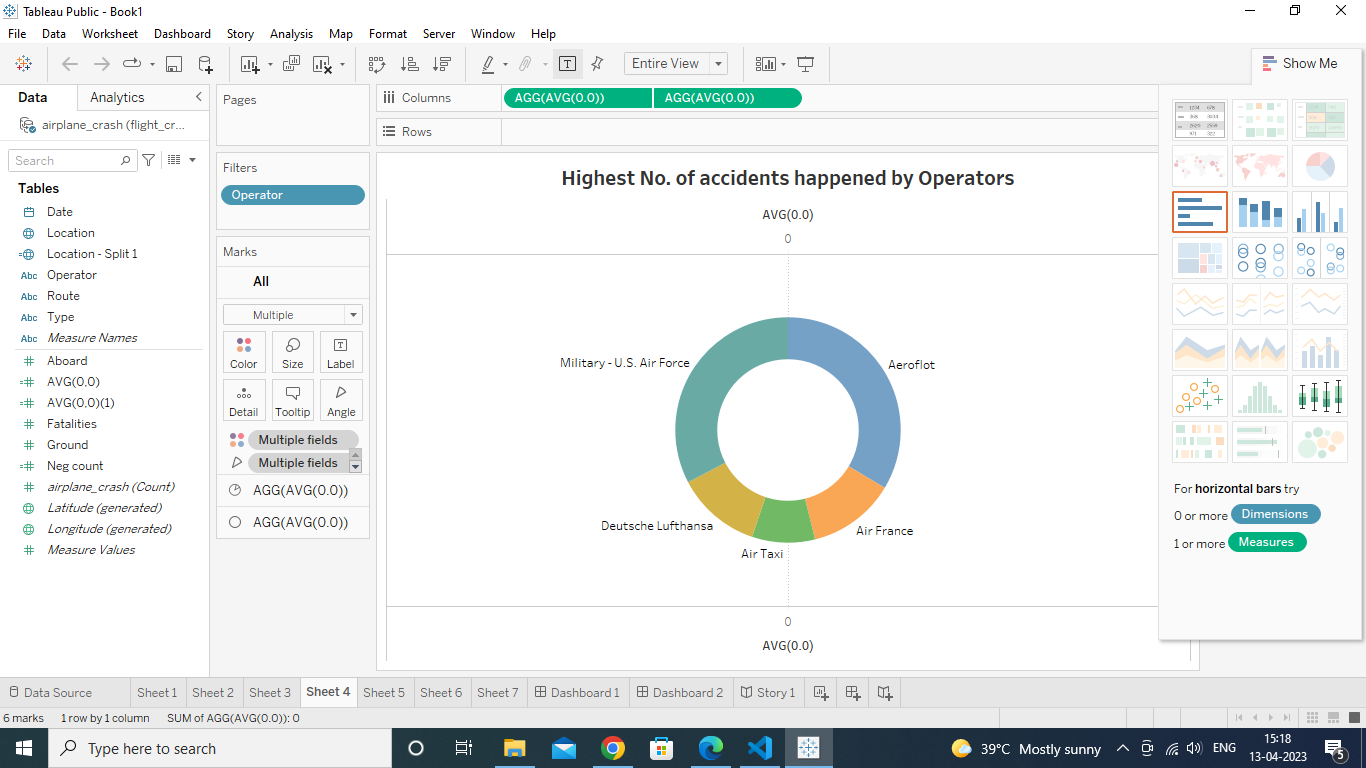 Tableau Public - Book1
File Data Worksheet Dashboard Story Analysis Map Format Server Window Help
Entire View
Show Me
Data Analytics
airplane_crash (flight_cr...
Search
Tables
Date
Location
Location - Split 1
Abc Operator
Abc Route
Abc Type
Abc Measure Names
Aboard
AVG(0,0)
AVG(0,0)(1)
Fatalities
Ground
Neg count
airplane_crash (Count)
Latitude (generated)
Longitude (generated)
Measure Values
Pages
Filters
Operator
Marks
All
Multiple
Color Size Label
Detail Tooltip Angle
Multiple fields
Multiple fields
AGG(AVG(0.0))
AGG(AVG(0.0))
Columns AGG(AVG(0.0)) AGG(AVG(0.0))
Rows
Highest No. of accidents happened by Operators
AVG(0.0)
0
Military - U.S. Air Force
Aeroflot
Deutsche Lufthansa
Air France
Air Taxi
0
AVG(0.0)
For horizontal bars try
0 or more Dimensions
1 or more Measures
Data Source Sheet 1 Sheet 2 Sheet 3 Sheet 4 Sheet 5 Sheet 6 Sheet 7 Dashboard 1 Dashboard 2 Story 1
6 marks 1 row by 1 column SUM of AGG(AVG(0.0)): 0
Type here to search
39°C Mostly sunny
ENG
15:18
13-04-2023
5